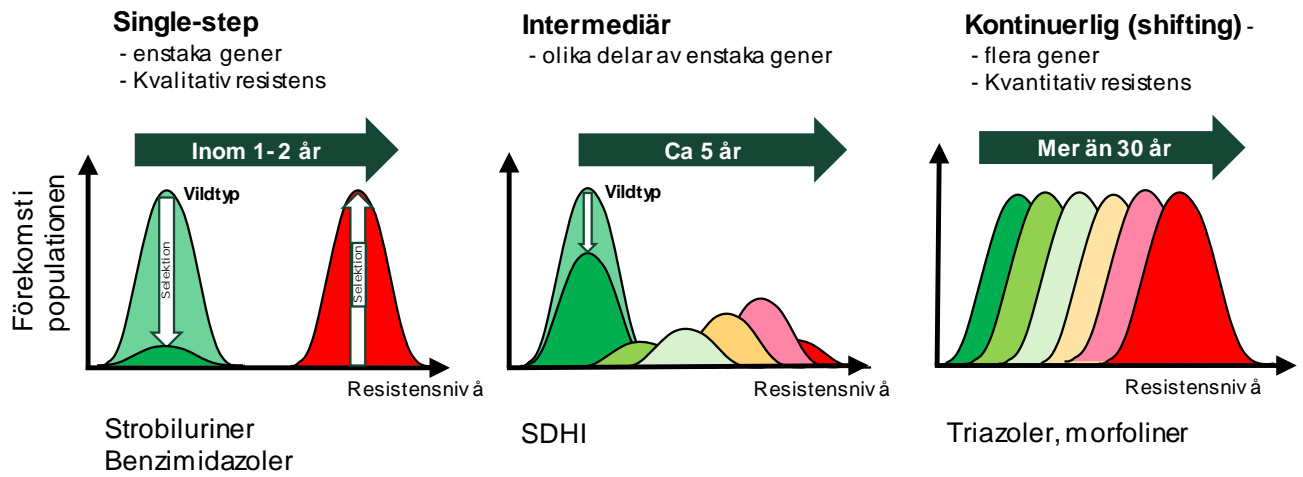 Single-step
- enstaka gener
- Kvalitativ resistens
Inom 1-2 år
Förekomst i
populationen
Vildtyp
Selektion
Selektion
Resistensnivå
Strobiluriner
Benzimidazoler
Intermediär
- olika delar av enstaka gener
Ca 5 år
Vildtyp
Resistensnivå
SDHI
Kontinuerlig (shifting) -
- flera gener
- Kvantitativ resistens
Mer än 30 år
Resistensnivå
Triazoler, morfoliner